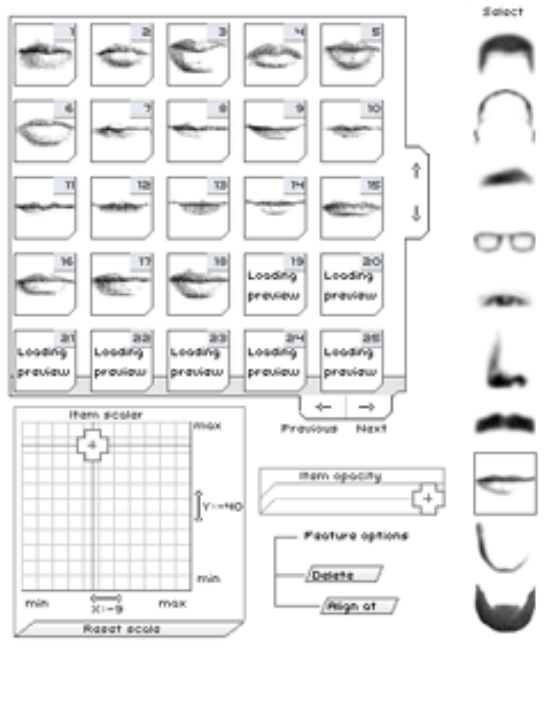 Select
1 2 3 4 5
6 7 8 9 10
11 12 13 14 15
16 17 18 19 20
Loading preview Loading preview
21 22 23 24 25
Loading preview Loading preview Loading preview Loading preview Loading preview
Previous Next
Item scaler
max
Item opacity
Feature options
min
Delete
min X:-9 max
Align at
Reset scale